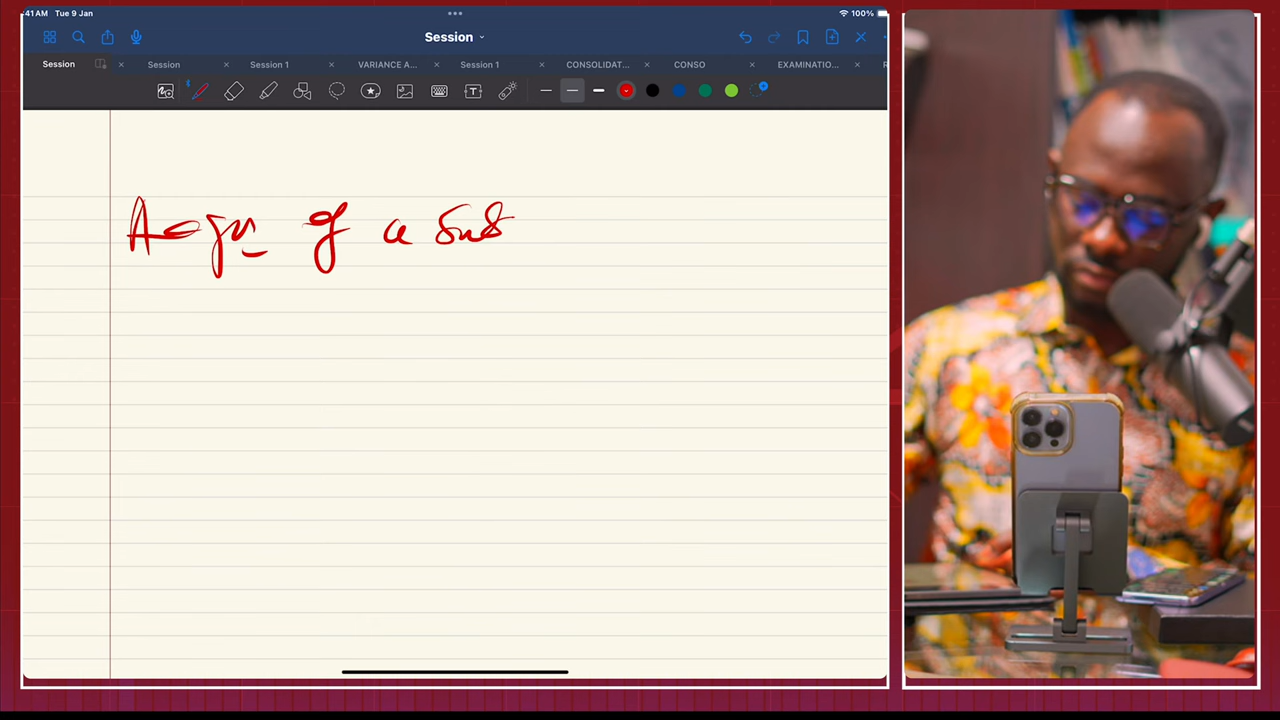 41 AM Tue 9 Jan 100%
Session
Session Session Session 1 VARIANCE A... Session 1 CONSOLIDAT... CONSO EXAMINATIO...
of a sub